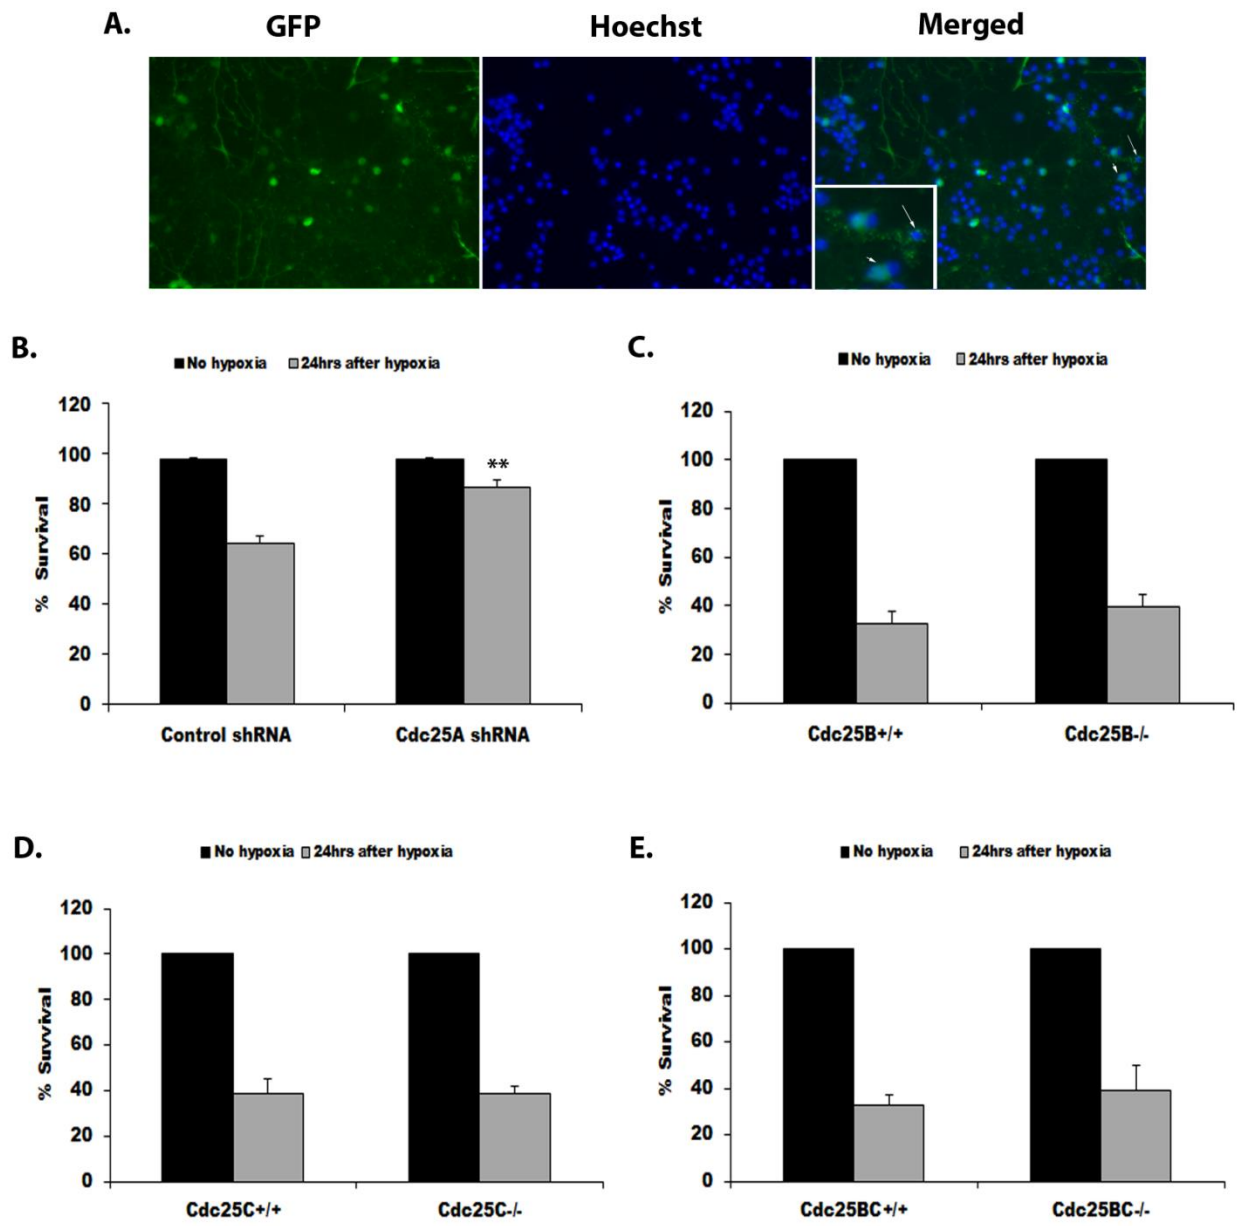 A. GFP Hoechst Merged
B.
No hypoxia 24hrs after hypoxia
120
100
80
60
40
20
0
% Survival
**
Control shRNA Cdc25A shRNA
C.
No hypoxia 24hrs after hypoxia
120
100
80
60
40
20
0
% Survival
Cdc25B+/+ Cdc25B-/-
D.
No hypoxia 24hrs after hypoxia
120
100
80
60
40
20
0
% Suvvival
Cdc25C+/+ Cdc25C-/-
E.
No hypoxia 24hrs after hypoxia
120
100
80
60
40
20
0
% Survival
Cdc25BC+/+ Cdc25BC-/-